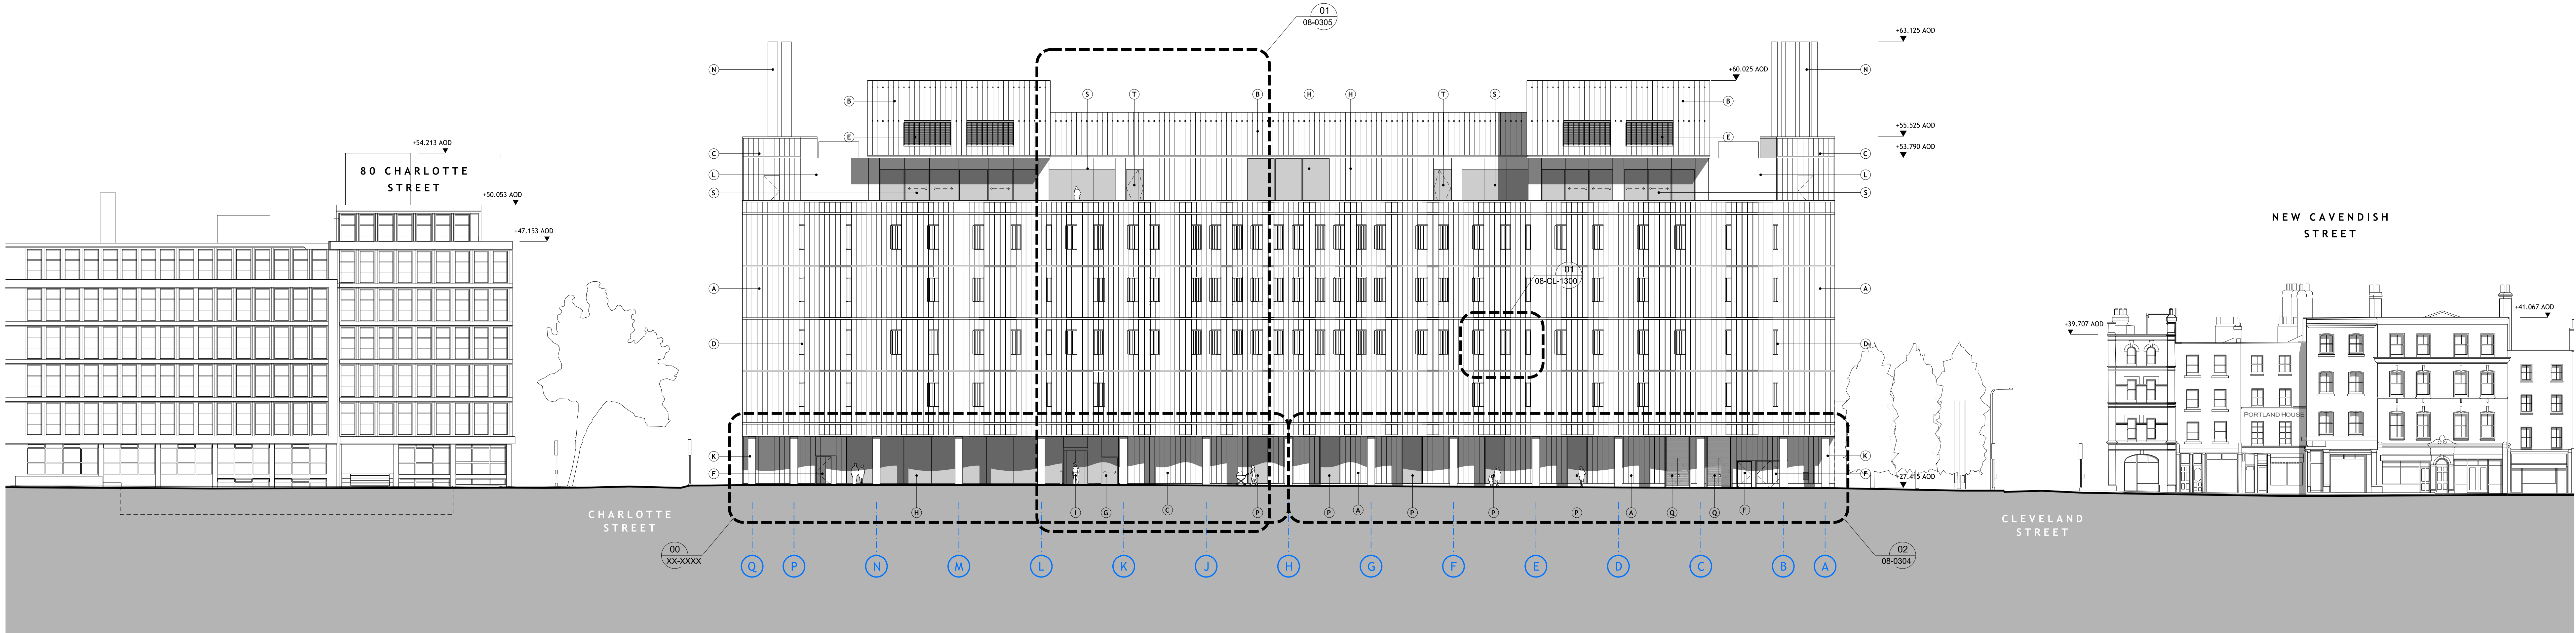 01
08-0305
+63.125 AOD
N
N
+60.025 AOD
S
T
B
H
H
T
S
B
B
+55.525 AOD
E
E
+54.213 AOD
+53.790 AOD
C
C
80 CHARLOTTE
STREET
L
L
+50.053 AOD
S
S
NEW CAVENDISH
STREET
+47.153 AOD
01
08-CL-1300
A
A
+41.067 AOD
+39.707 AOD
D
D
PORTLAND HOUSE
K
K
F
F
+27.415 AOD
H
I
G
C
P
P
A
P
P
P
A
Q
Q
F
CHARLOTTE
STREET
CLEVELAND
STREET
00
XX-XXXX
02
08-0304
Q
P
N
M
L
K
J
H
G
F
E
D
C
B
A